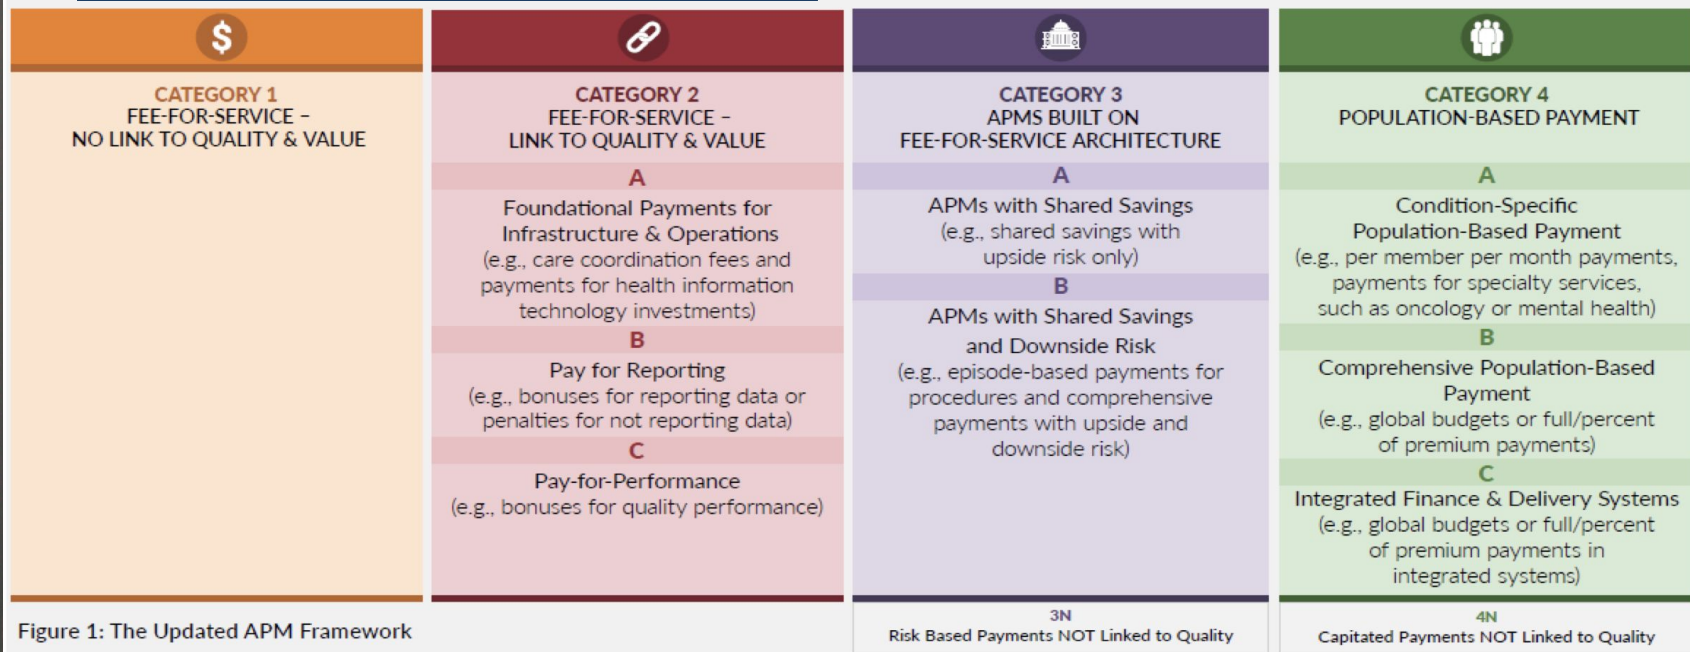 $
CATEGORY 1
FEE-FOR-SERVICE –
NO LINK TO QUALITY & VALUE
CATEGORY 2
FEE-FOR-SERVICE –
LINK TO QUALITY & VALUE
A
Foundational Payments for
Infrastructure & Operations
(e.g., care coordination fees and
payments for health information
technology investments)
B
Pay for Reporting
(e.g., bonuses for reporting data or
penalties for not reporting data)
C
Pay-for-Performance
(e.g., bonuses for quality performance)
CATEGORY 3
APMS BUILT ON
FEE-FOR-SERVICE ARCHITECTURE
A
APMs with Shared Savings
(e.g., shared savings with
upside risk only)
B
APMs with Shared Savings
and Downside Risk
(e.g., episode-based payments for
procedures and comprehensive
payments with upside and
downside risk)
3N
Risk Based Payments NOT Linked to Quality
CATEGORY 4
POPULATION-BASED PAYMENT
A
Condition-Specific
Population-Based Payment
(e.g., per member per month payments,
payments for specialty services,
such as oncology or mental health)
B
Comprehensive Population-Based
Payment
(e.g., global budgets or full/percent
of premium payments)
C
Integrated Finance & Delivery Systems
(e.g., global budgets or full/percent
of premium payments in
integrated systems)
4N
Capitated Payments NOT Linked to Quality
Figure 1: The Updated APM Framework